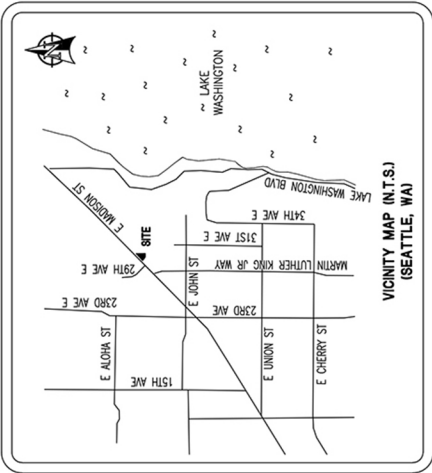 N
LAKE
WASHINGTON
E MADISON ST
SITE
29TH AVE E
LAKE WASHINGTON BLVD
34TH AVE E
31ST AVE E
MARTIN LUTHER KING JR WAY
E JOHN ST
23RD AVE E
23RD AVE
E ALOHA ST
E UNION ST
E CHERRY ST
15TH AVE
VICINITY MAP (N.T.S.)
(SEATTLE, WA)